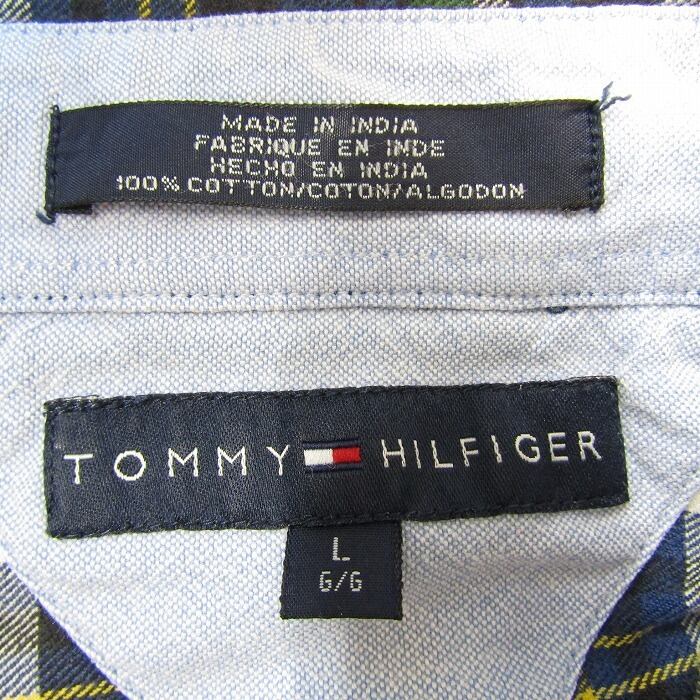 MADE IN INDIA
FABRIQUE EN INDE
HECHO EN INDIA
100% COTTON/COTON/ALGODON
TOMMY HILFIGER
L
G/G